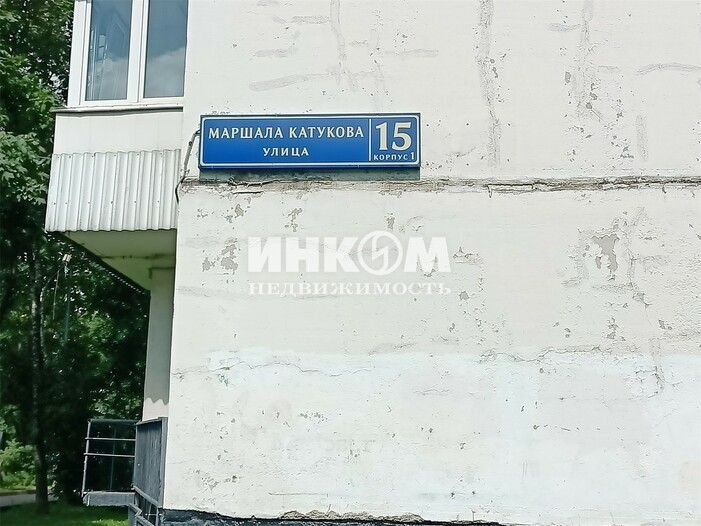 МАРШАЛА КАТУКОВА
УЛИЦА
15
КОРПУС 1
ИНКОМ
НЕДВИЖИМОСТЬ